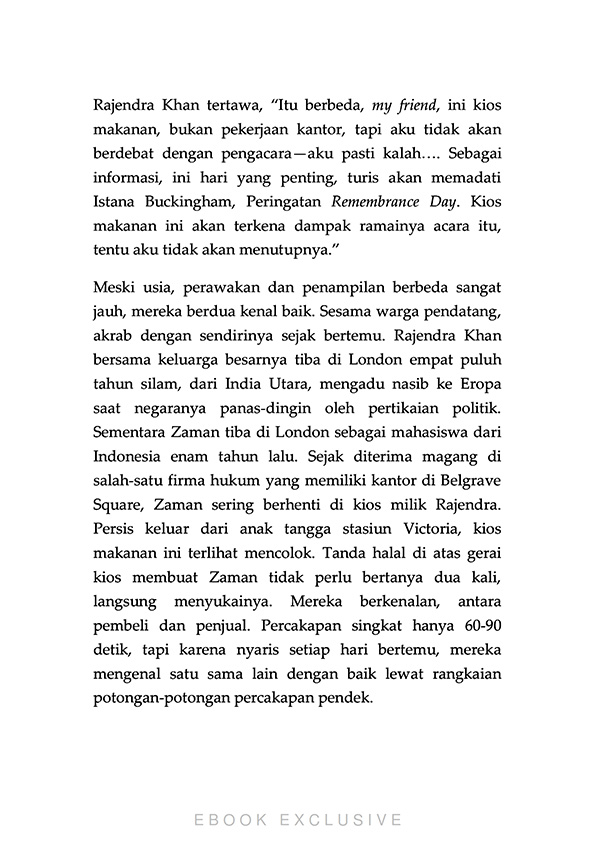 Rajendra Khan tertawa, “Itu berbeda, my friend, ini kios
makanan, bukan pekerjaan kantor, tapi aku tidak akan
berdebat dengan pengacara—aku pasti kalah…. Sebagai
informasi, ini hari yang penting, turis akan memadati
Istana Buckingham, Peringatan Remembrance Day. Kios
makanan ini akan terkena dampak ramainya acara itu,
tentu aku tidak akan menutupnya.”
Meski usia, perawakan dan penampilan berbeda sangat
jauh, mereka berdua kenal baik. Sesama warga pendatang,
akrab dengan sendirinya sejak bertemu. Rajendra Khan
bersama keluarga besarnya tiba di London empat puluh
tahun silam, dari India Utara, mengadu nasib ke Eropa
saat negaranya panas-dingin oleh pertikaian politik.
Sementara Zaman tiba di London sebagai mahasiswa dari
Indonesia enam tahun lalu. Sejak diterima magang di
salah-satu firma hukum yang memiliki kantor di Belgrave
Square, Zaman sering berhenti di kios milik Rajendra.
Persis keluar dari anak tangga stasiun Victoria, kios
makanan ini terlihat mencolok. Tanda halal di atas gerai
kios membuat Zaman tidak perlu bertanya dua kali,
langsung menyukainya. Mereka berkenalan, antara
pembeli dan penjual. Percakapan singkat hanya 60-90
detik, tapi karena nyaris setiap hari bertemu, mereka
mengenal satu sama lain dengan baik lewat rangkaian
potongan-potongan percakapan pendek.
EBOOK EXCLUSIVE